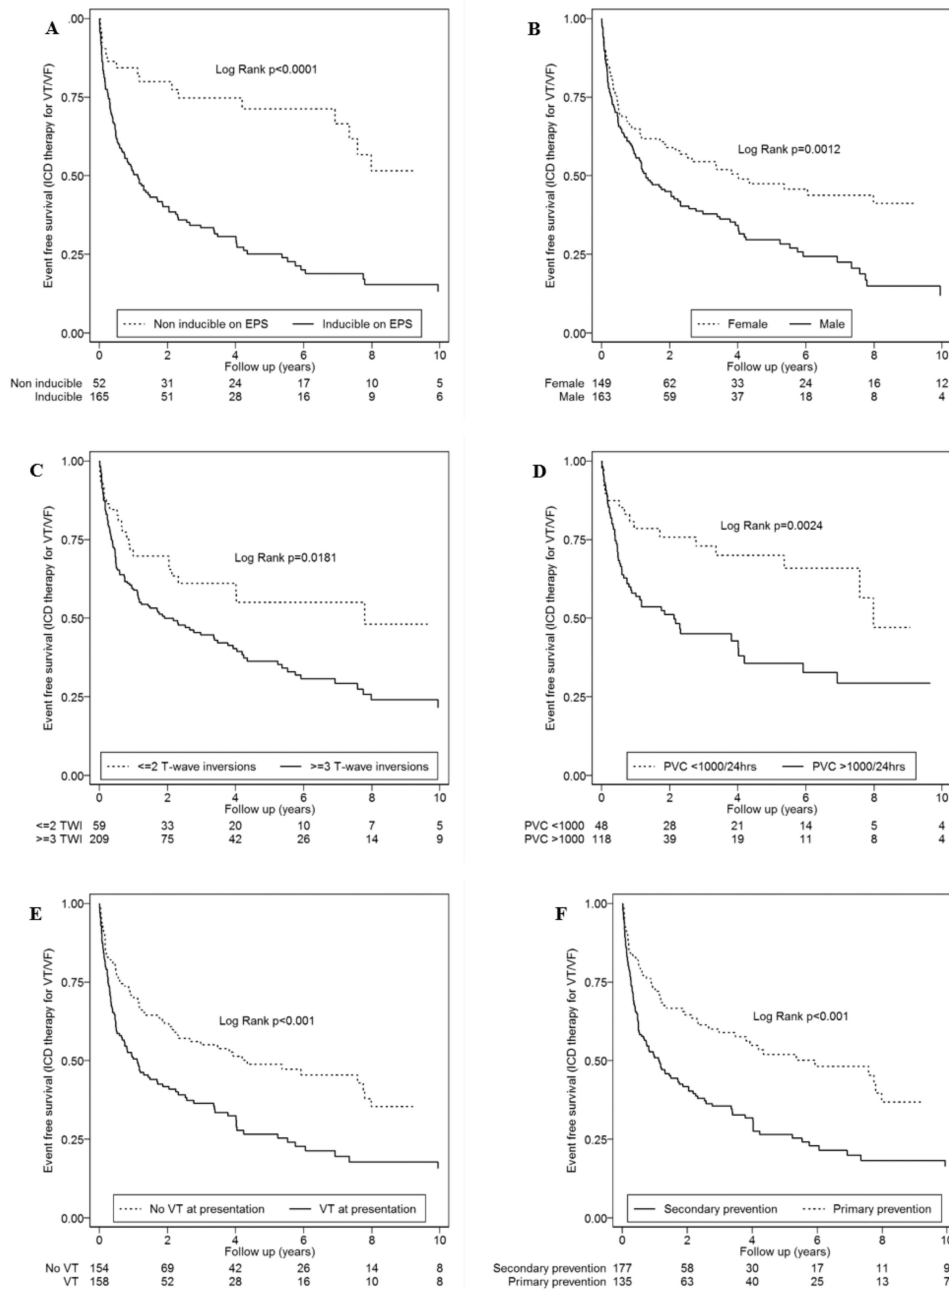 A
Event free survival (ICD therapy for VT/VF)
.00
0.75
0.50
0.25
0.00
Log Rank p<0.0001
Non inducible on EPS Inducible on EPS
0 2 4 6 8 10
Follow up (years)
Non inducible 52 31 24 17 10 5
Inducible 165 51 28 16 9 6
B
Event free survival (ICD therapy for VT/VF)
1.00
0.75
0.50
0.25
0.00
Log Rank p=0.0012
Female Male
0 2 4 6 8 10
Follow up (years)
Female 149 62 33 24 16 12
Male 163 59 37 18 8 4
C
Event free survival (ICD therapy for VT/VF)
1.00
0.75
0.50
0.25
0.00
Log Rank p=0.0181
<=2 T-wave inversions >=3 T-wave inversions
0 2 4 6 8 10
Follow up (years)
<=2 TWI 59 33 20 10 7 5
>=3 TWI 209 75 42 26 14 9
D
Event free survival (ICD therapy for VT/VF)
1.00
0.75
0.50
0.25
0.00
Log Rank p=0.0024
PVC <1000/24hrs PVC >1000/24hrs
0 2 4 6 8 10
Follow up (years)
PVC <1000 48 28 21 14 5 4
PVC >1000 118 39 19 11 8 4
E
Event free survival (ICD therapy for VT/VF)
1.00
0.75
0.50
0.25
0.00
Log Rank p<0.001
No VT at presentation VT at presentation
0 2 4 6 8 10
Follow up (years)
No VT 154 69 42 26 14 8
VT 158 52 28 16 10 8
F
Event free survival (ICD therapy for VT/VF)
1.00
0.75
0.50
0.25
0.00
Log Rank p<0.001
Secondary prevention Primary prevention
0 2 4 6 8 10
Follow up (years)
Secondary prevention 177 58 30 17 11 9
Primary prevention 135 63 40 25 13 7